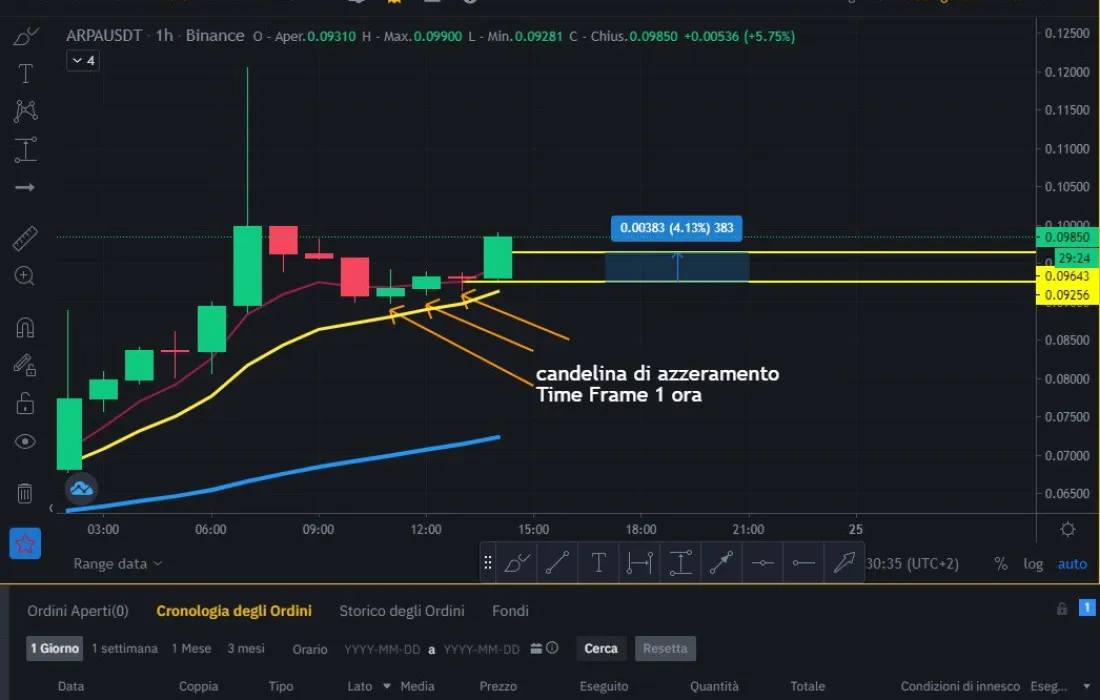 ARPAUSDT · 1h · Binance O - Aper.0.09310 H - Max.0.09900 L - Min.0.09281 C - Chius.0.09850 +0.00536 (+5.75%)
4
0.12500
0.12000
0.11500
0.11000
0.10500
0.10000
0.00383 (4.13%) 383
0.09850
29:24
0.09643
0.09256
0.08500
candelina di azzeramento
0.08000
Time Frame 1 ora
0.07500
0.07000
0.06500
03:00 06:00 09:00 12:00 15:00 18:00 21:00 25
Range data 30:35 (UTC+2) % log auto
Ordini Aperti(0) Cronologia degli Ordini Storico degli Ordini Fondi 1
1 Giorno 1 settimana 1 Mese 3 mesi Orario YYYY-MM-DD a YYYY-MM-DD Cerca Resetta
Data Coppia Tipo Lato Media Prezzo Eseguito Quantità Totale Condizioni di innesco Eseg...